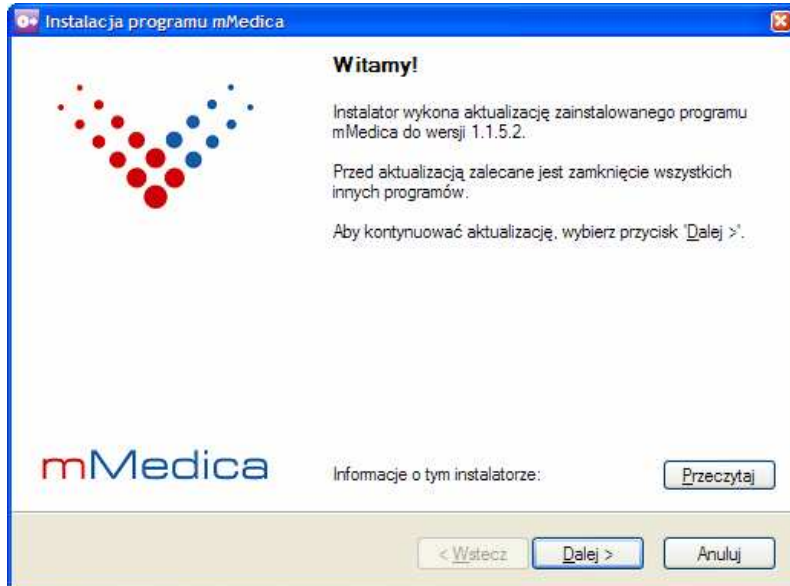 Instalacja programu mMedica
Witamy!
Instalator wykona aktualizację zainstalowanego programu
mMedica do wersji 1.1.5.2.
Przed aktualizacją zalecane jest zamknięcie wszystkich
innych programów.
Aby kontynuować aktualizację, wybierz przycisk 'Dalej >'.
mMedica
Informacje o tym instalatorze:
Przeczytaj
< Wstecz
Dalej >
Anuluj